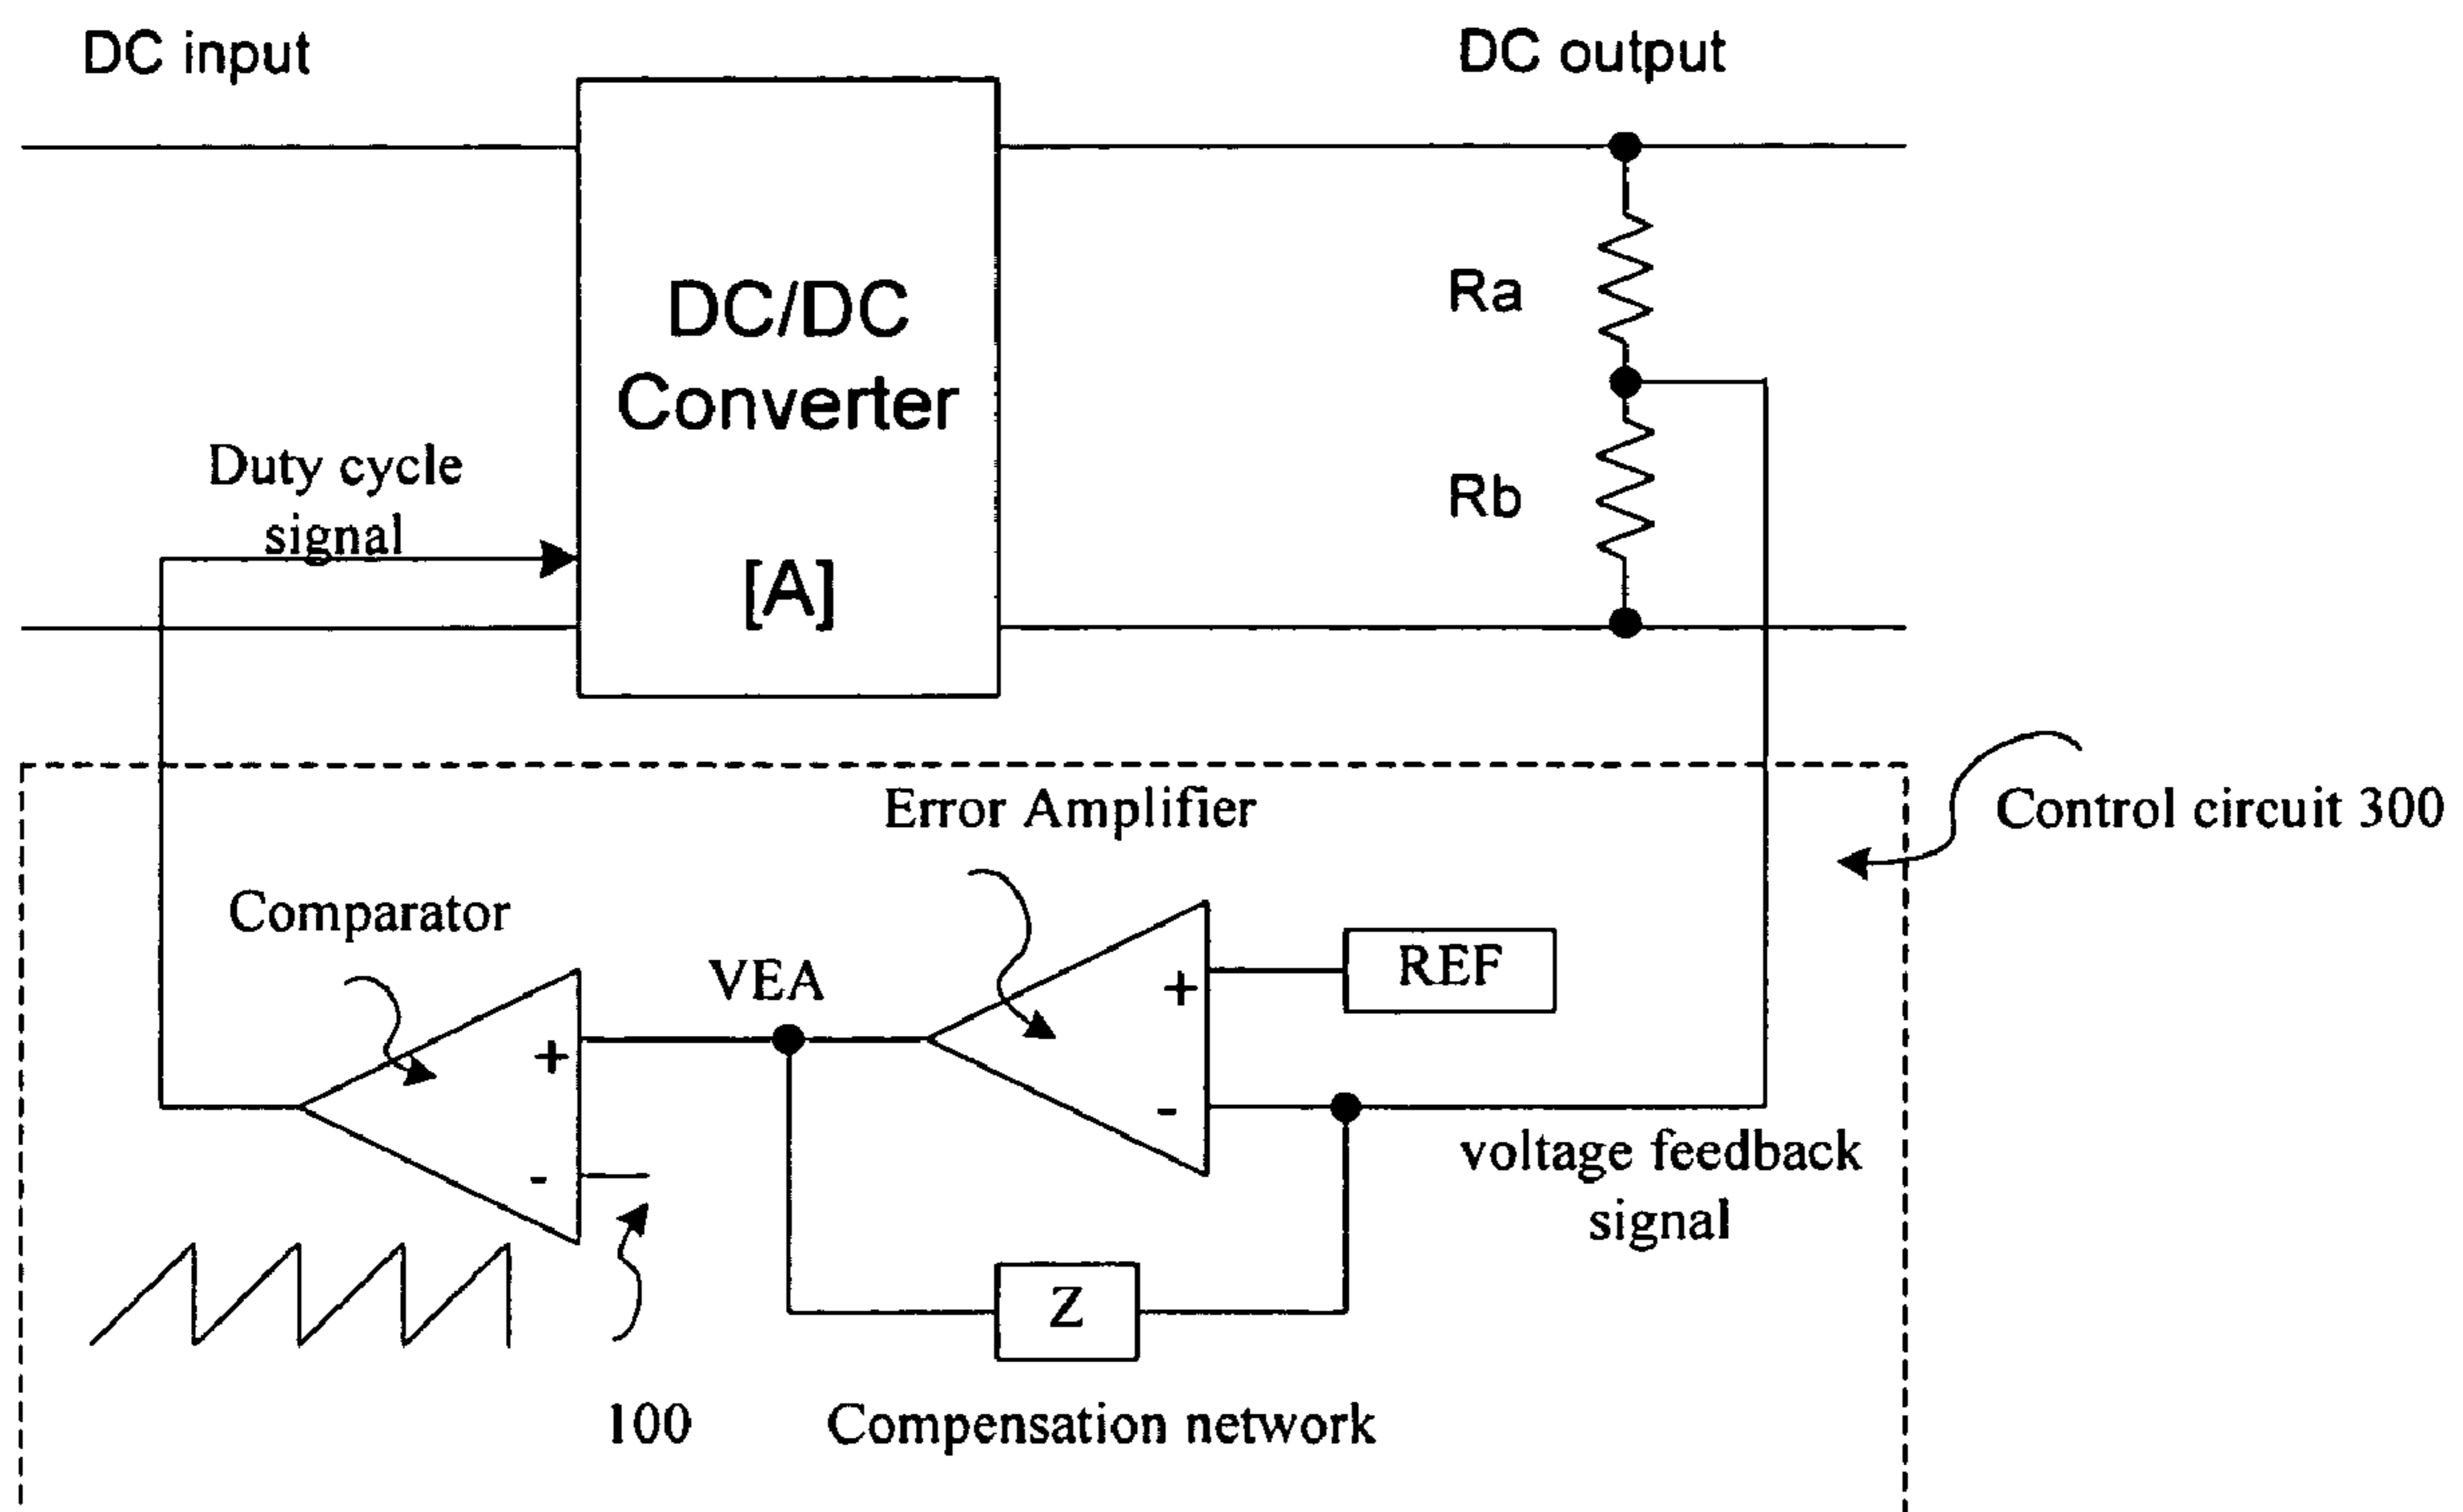 DC input
DC output
DC/DC
Converter
[A]
Ra
Rb
Duty cycle
signal
Control circuit 300
Error Amplifier
Comparator
VEA
+
REF
+
-
-
voltage feedback
signal
Z
100
Compensation network